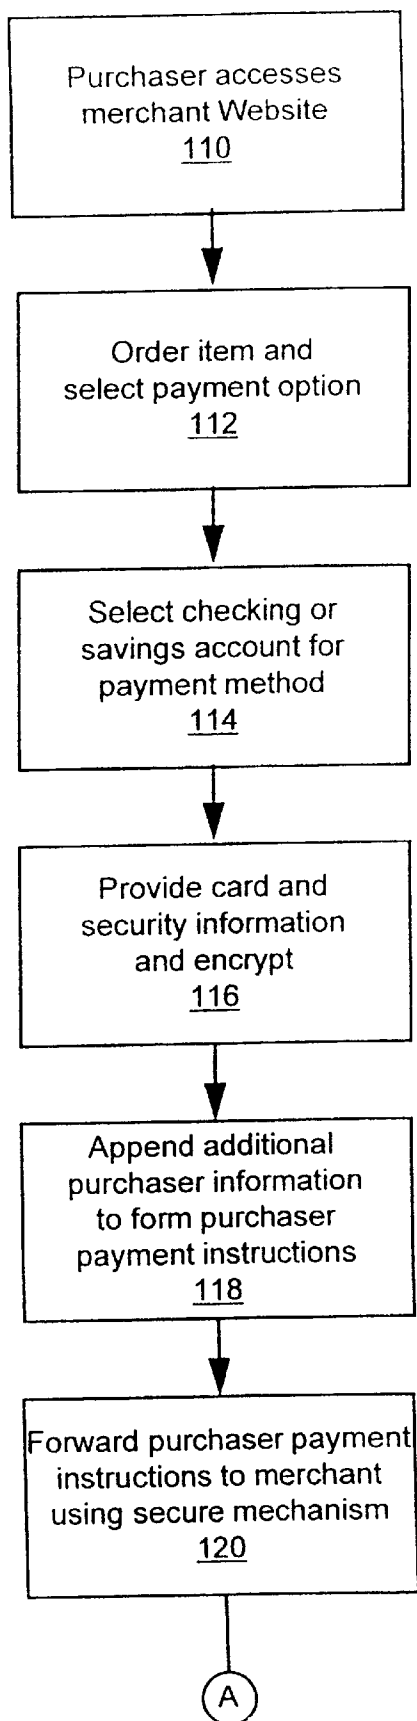 Purchaser accesses
merchant Website
110
Order item and
select payment option
112
Select checking or
savings account for
payment method
114
Provide card and
security information
and encrypt
116
Append additional
purchaser information
to form purchaser
payment instructions
118
Forward purchaser payment
instructions to merchant
using secure mechanism
120
A